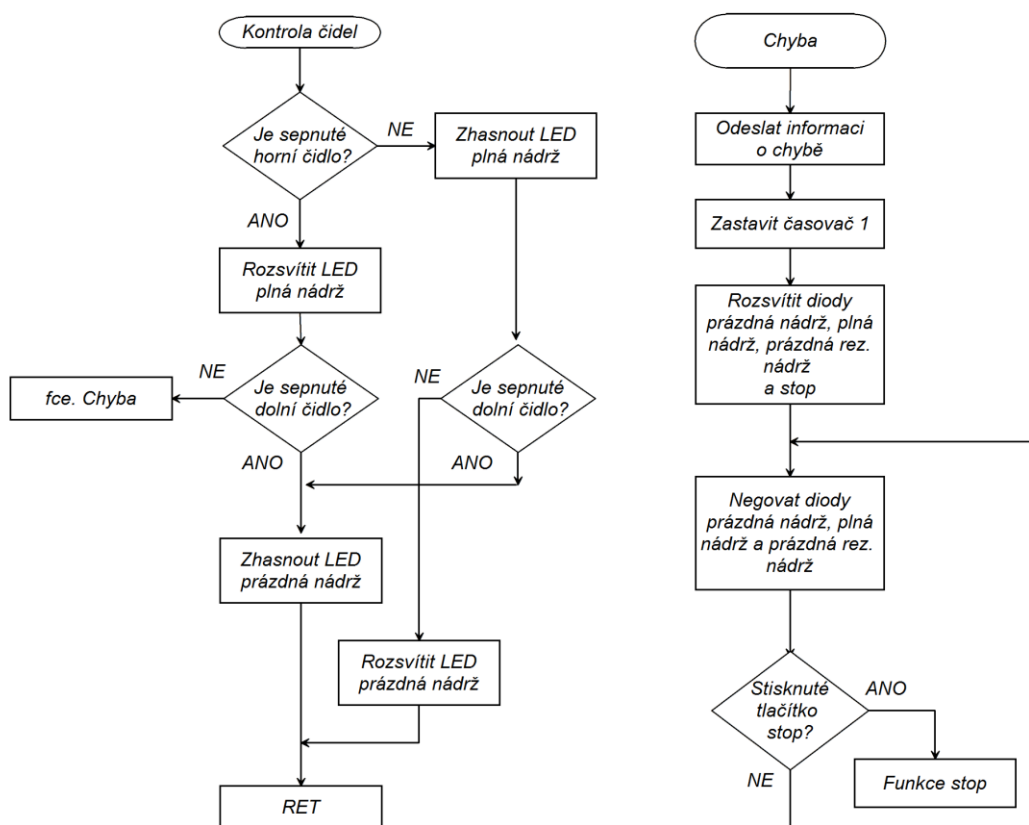 Kontrola čidel
Je sepnuté
horní čidlo?
NE
Zhasnout LED
plná nádrž
ANO
Rozsvítit LED
plná nádrž
NE
Je sepnuté
dolní čidlo?
fce. Chyba
NE
Je sepnuté
dolní čidlo?
ANO
ANO
Zhasnout LED
prázdná nádrž
Rozsvítit LED
prázdná nádrž
RET
Chyba
Odeslat informaci
o chybě
Zastavit časovač 1
Rozsvítit diody
prázdná nádrž, plná
nádrž, prázdná rez.
nádrž
a stop
Negovat diody
prázdná nádrž, plná
nádrž a prázdná rez.
nádrž
Stisknuté
tlačítko
stop?
ANO
NE
Funkce stop